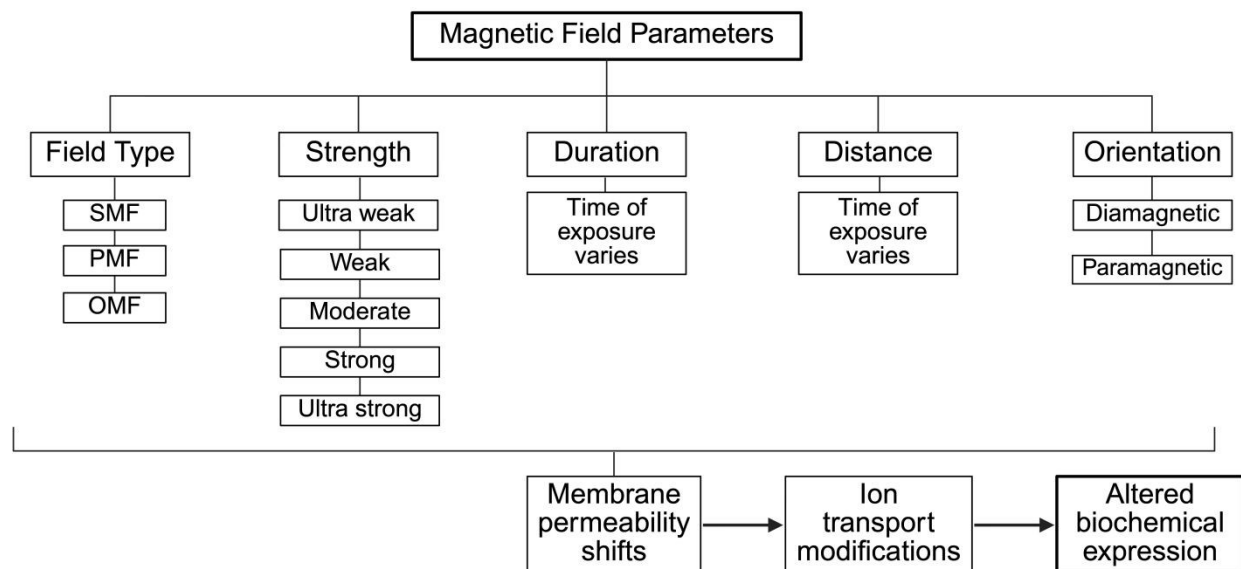 Magnetic Field Parameters
Field Type
SMF
PMF
OMF
Strength
Ultra weak
Weak
Moderate
Strong
Ultra strong
Duration
Time of
exposure
varies
Distance
Time of
exposure
varies
Orientation
Diamagnetic
Paramagnetic
Membrane
permeability
shifts
Ion
transport
modifications
Altered
biochemical
expression